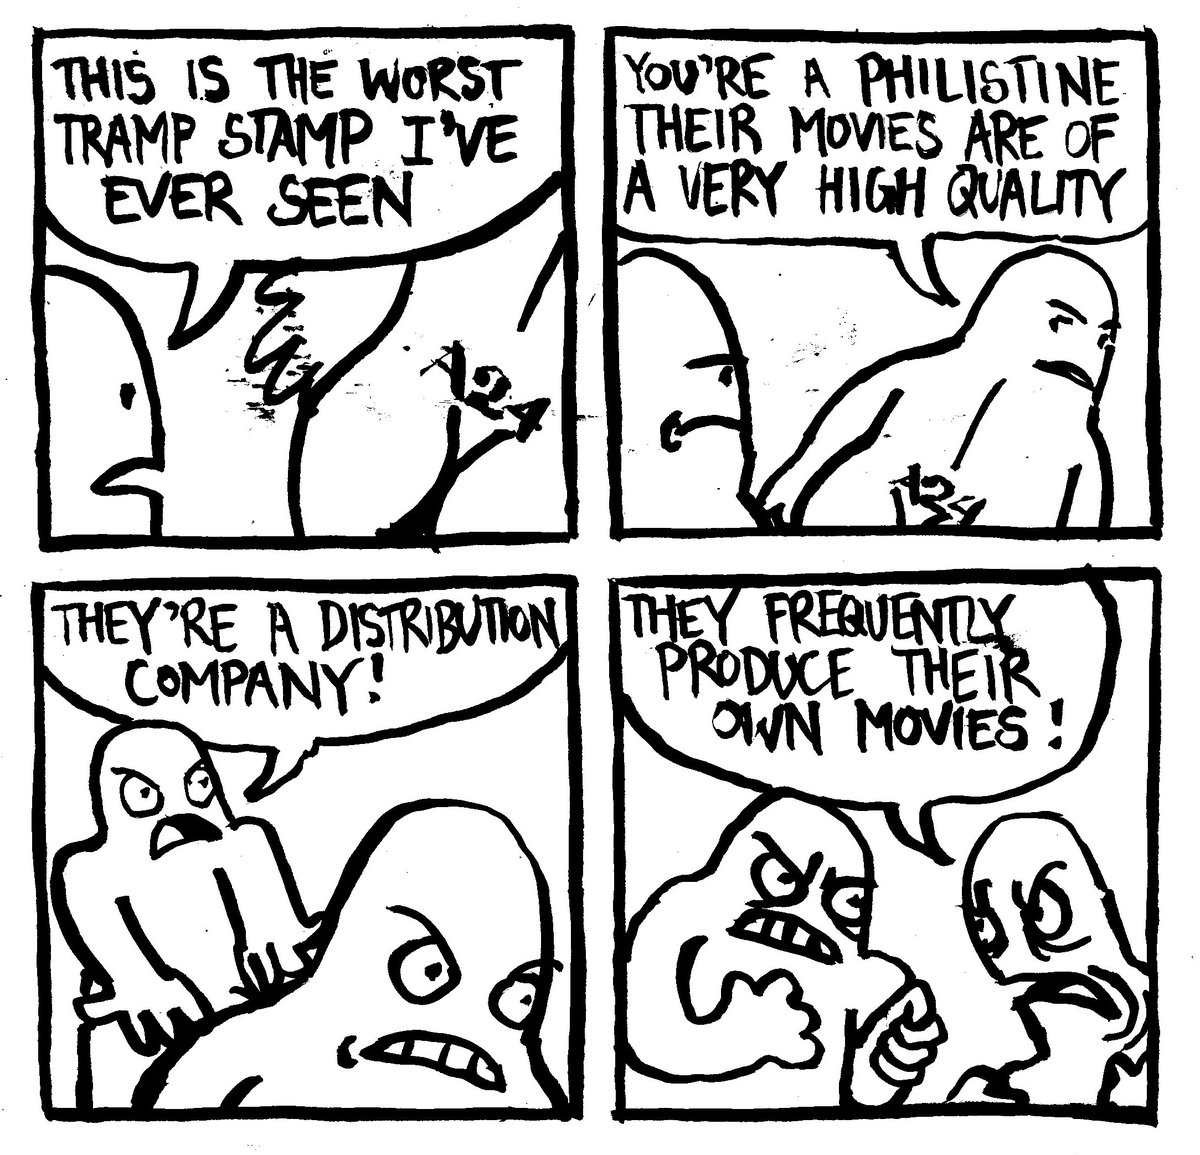 THIS IS THE WORST
TRAMP STAMP I'VE
EVER SEEN
A24
YOU'RE A PHILISTINE
THEIR MOVIES ARE OF
A VERY HIGH QUALITY
A24
THEY'RE A DISTRIBUTION
COMPANY!
THEY FREQUENTLY
PRODUCE THEIR
OWN MOVIES!